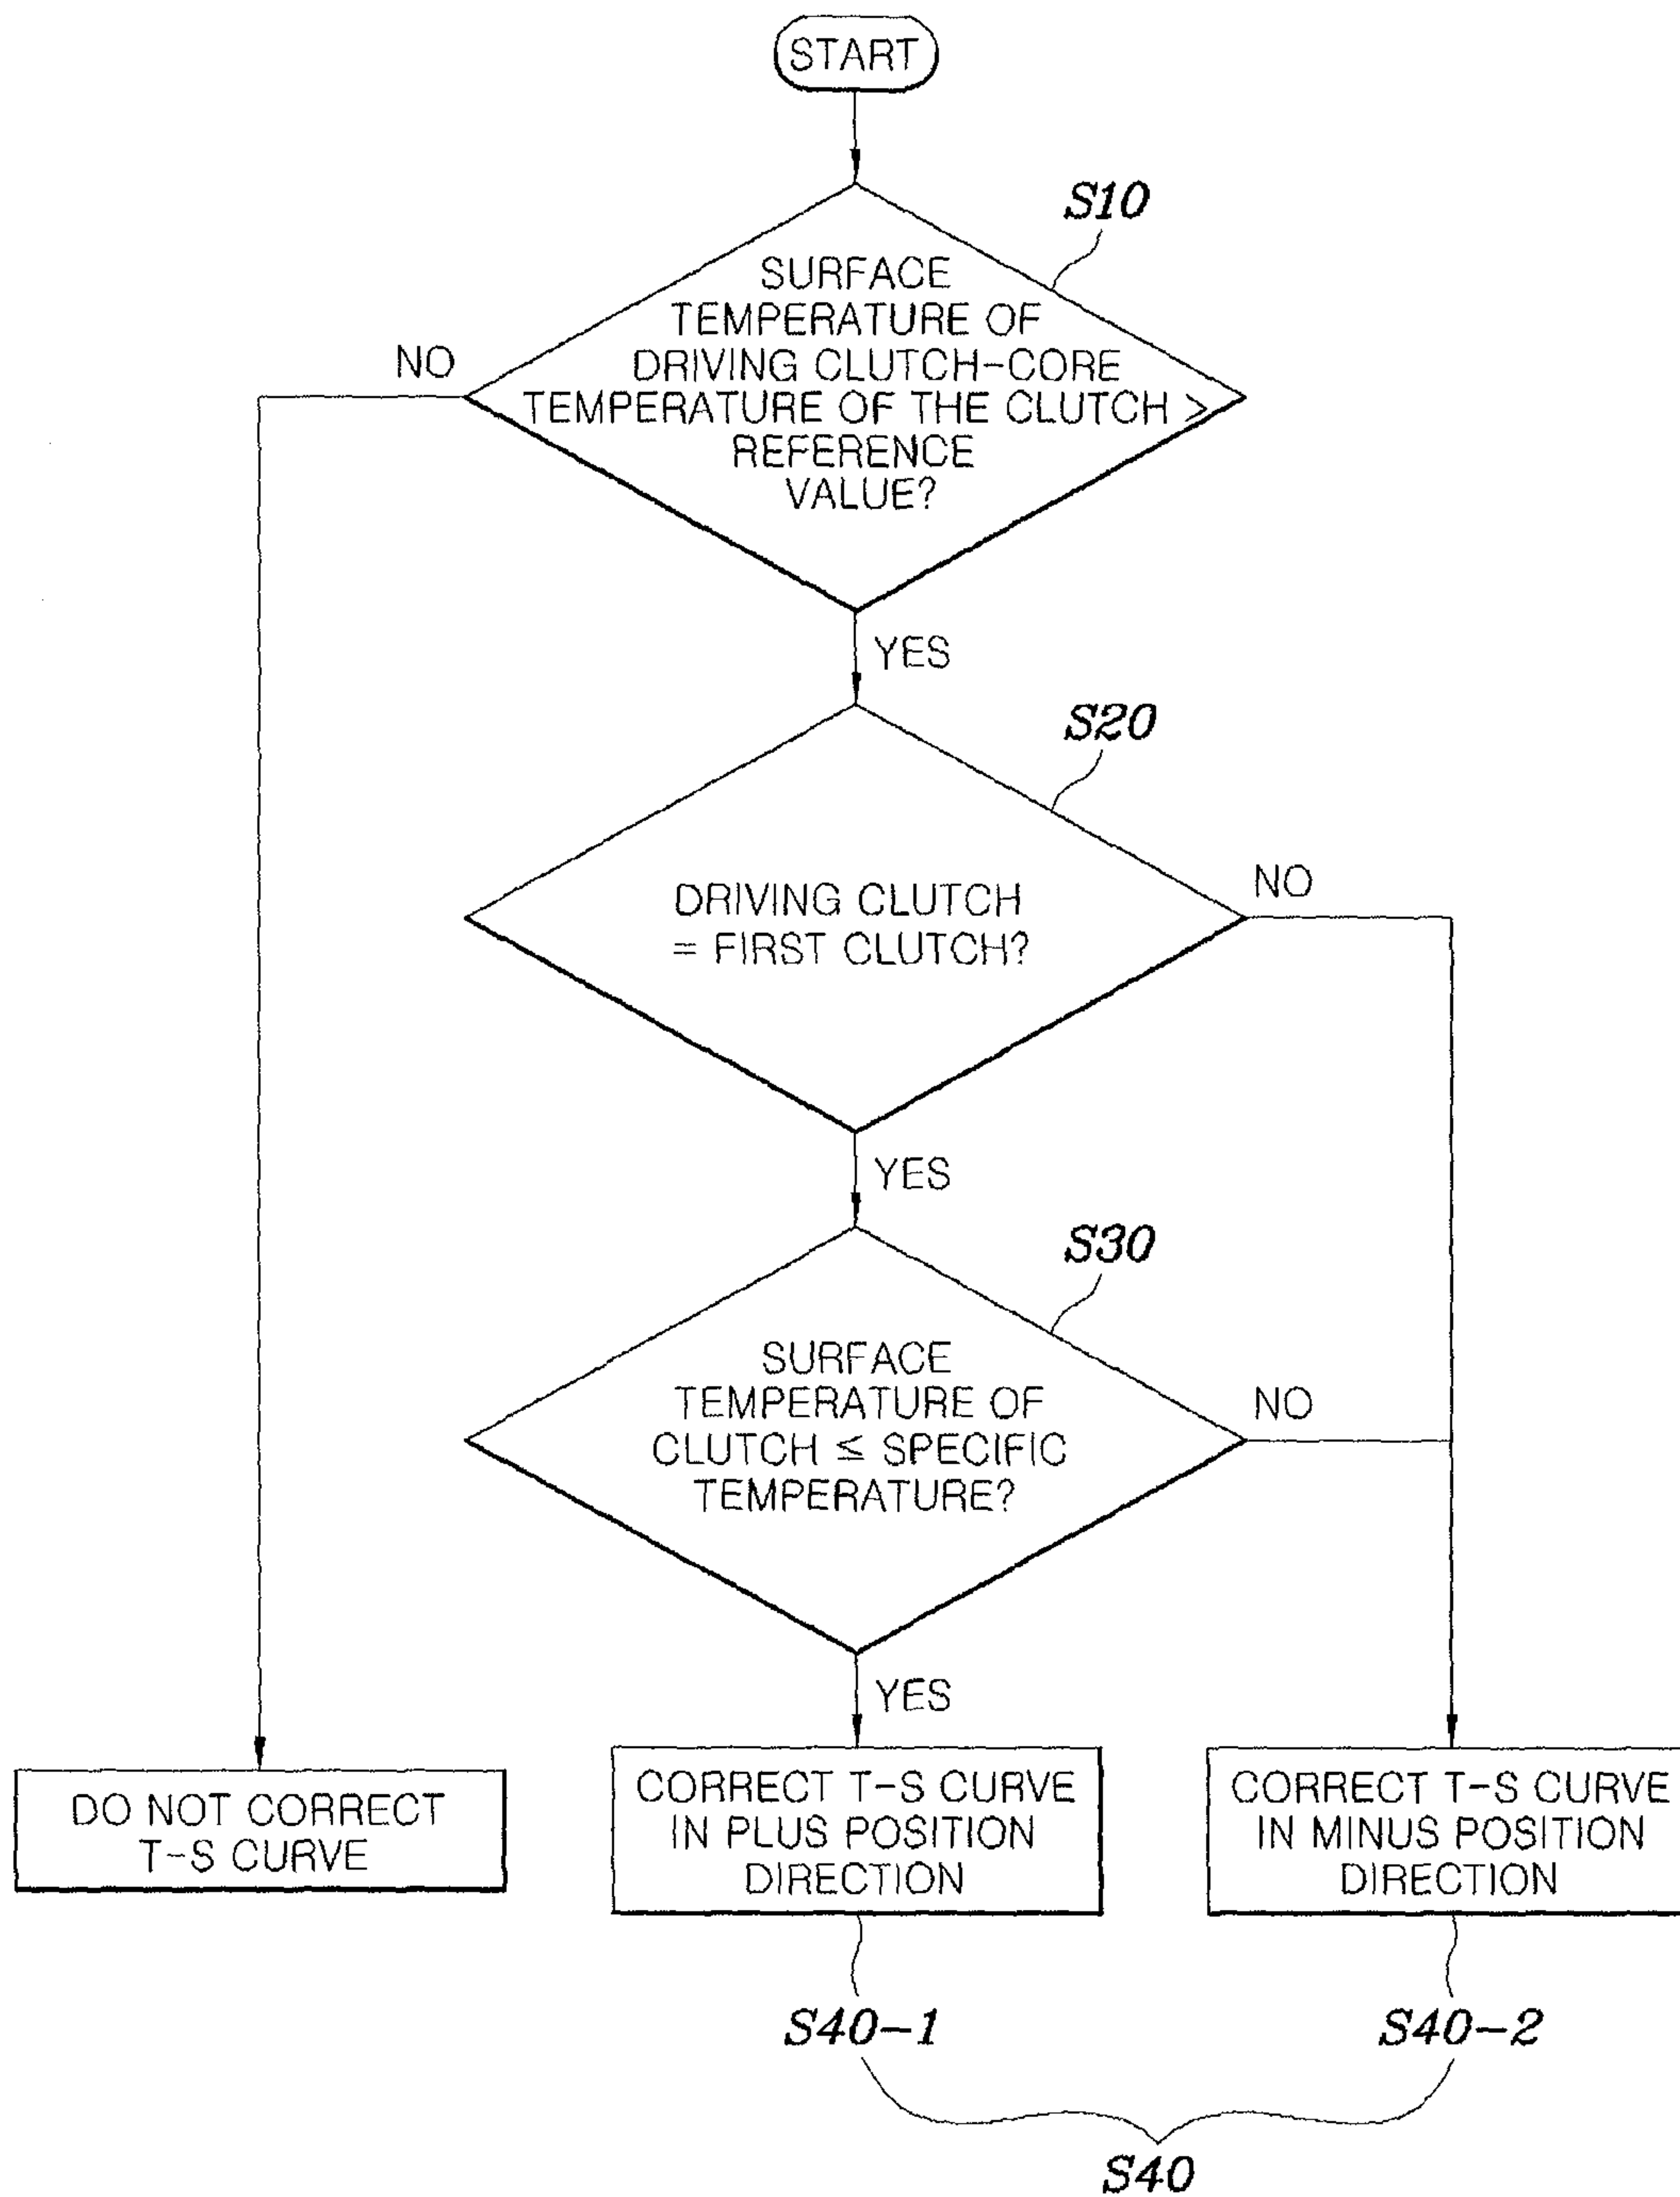 START
S10
SURFACE
TEMPERATURE OF
DRIVING CLUTCH-CORE
TEMPERATURE OF THE CLUTCH >
REFERENCE
VALUE?
NO
YES
S20
DRIVING CLUTCH
= FIRST CLUTCH?
NO
YES
S30
SURFACE
TEMPERATURE OF
CLUTCH ≤ SPECIFIC
TEMPERATURE?
NO
YES
DO NOT CORRECT
T-S CURVE
CORRECT T-S CURVE
IN PLUS POSITION
DIRECTION
CORRECT T-S CURVE
IN MINUS POSITION
DIRECTION
S40-1
S40-2
S40